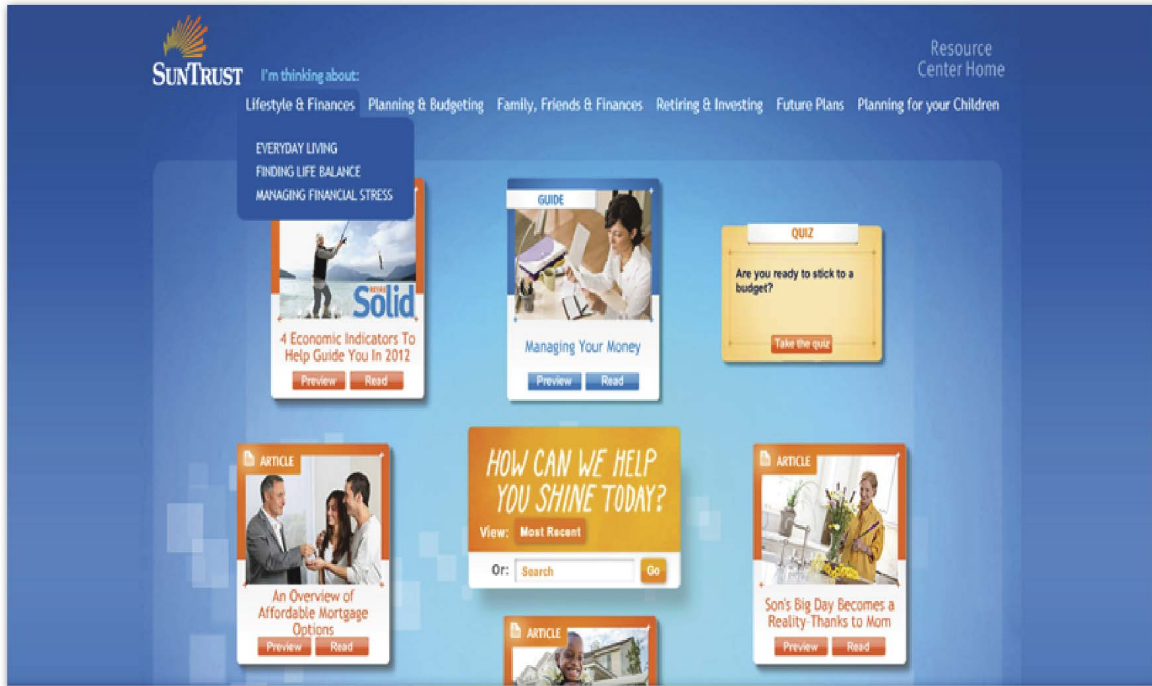 SUNTRUST
I'm thinking about:
Resource
Center Home
Lifestyle & Finances Planning & Budgeting Family, Friends & Finances Retiring & Investing Future Plans Planning for your Children
EVERYDAY LIVING
FINDING LIFE BALANCE
MANAGING FINANCIAL STRESS
Solid
4 Economic Indicators To
Help Guide You In 2012
Preview Read
GUIDE
Managing Your Money
Preview Read
QUIZ
Are you ready to stick to a
budget?
Take the quiz
ARTICLE
An Overview of
Affordable Mortgage
Options
Preview Read
HOW CAN WE HELP
YOU SHINE TODAY?
View: Most Recent
Or: Search Go
ARTICLE
Son's Big Day Becomes a
Reality-Thanks to Mom
Preview Read
ARTICLE